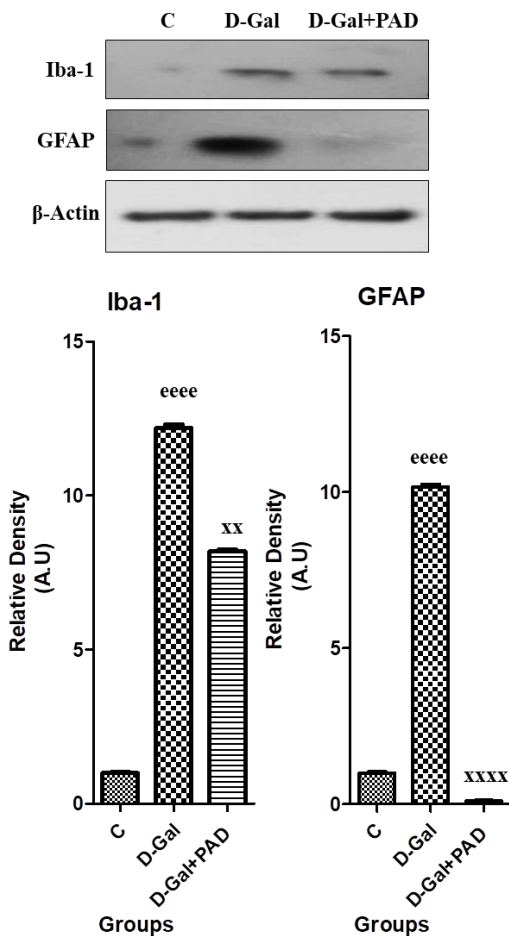 C D-Gal D-Gal+PAD
Iba-1
GFAP
β-Actin
Iba-1
15
10
5
0
Relative Density
(A.U)
eeee
xx
C
D-Gal
D-Gal+PAD
Groups
GFAP
15
10
5
0
Relative Density
(A.U)
eeee
xxxx
C
D-Gal
D-Gal+PAD
Groups